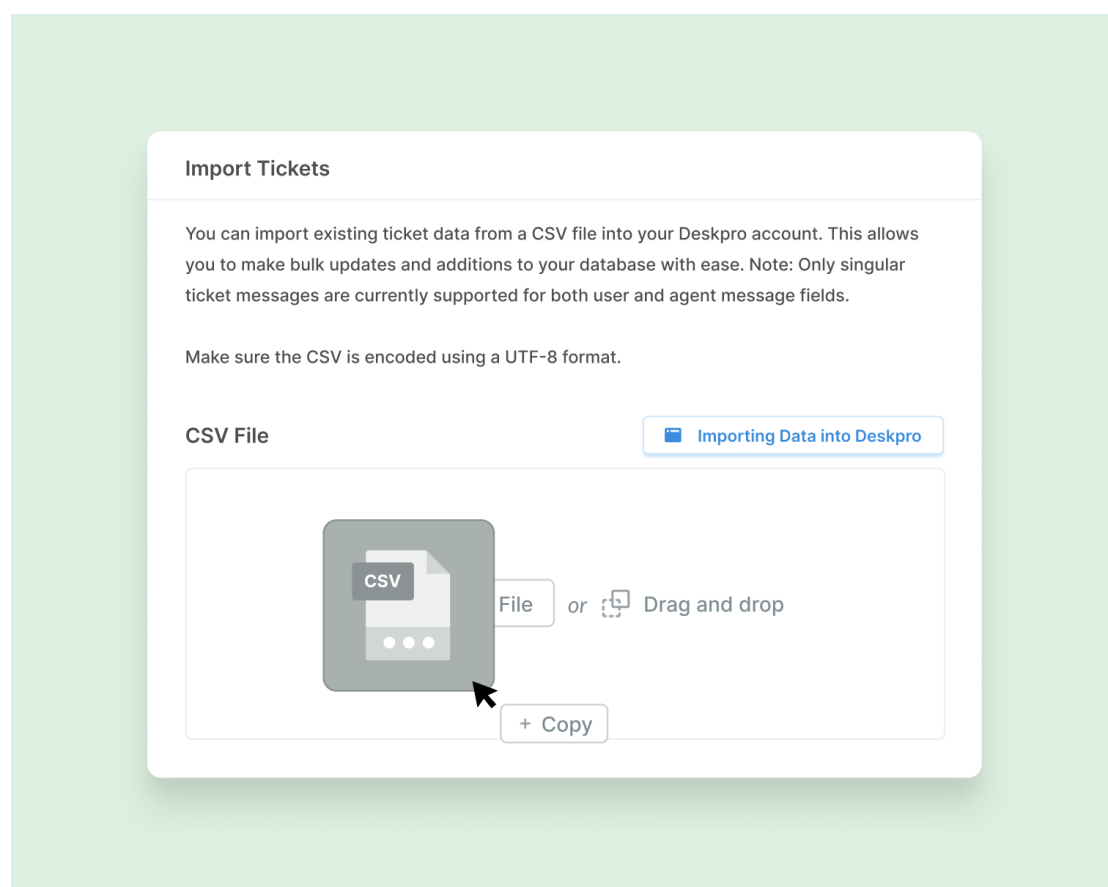 Import Tickets
You can import existing ticket data from a CSV file into your Deskpro account. This allows
you to make bulk updates and additions to your database with ease. Note: Only singular
ticket messages are currently supported for both user and agent message fields.
Make sure the CSV is encoded using a UTF-8 format.
CSV File
Importing Data into Deskpro
CSV
File or Drag and drop
+ Copy